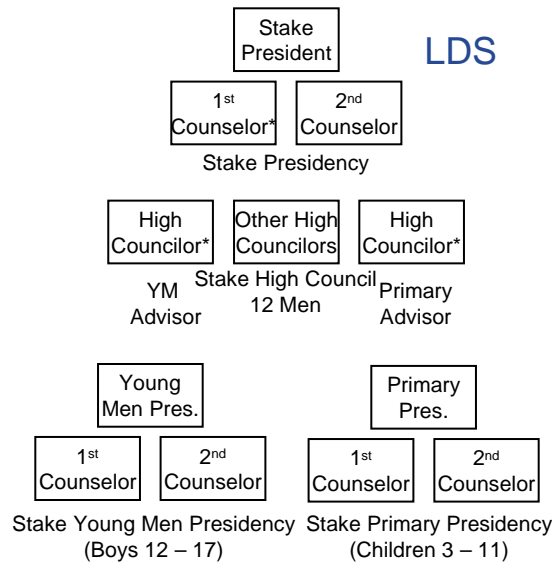 Stake
President
LDS
1st
Counselor*
2nd
Counselor
Stake Presidency
High
Councilor*
Other High
Councilors
High
Councilor*
YM
Advisor
Stake High Council
12 Men
Primary
Advisor
Young
Men Pres.
Primary
Pres.
1st
Counselor
2nd
Counselor
1st
Counselor
2nd
Counselor
Stake Young Men Presidency
(Boys 12 – 17)
Stake Primary Presidency
(Children 3 – 11)